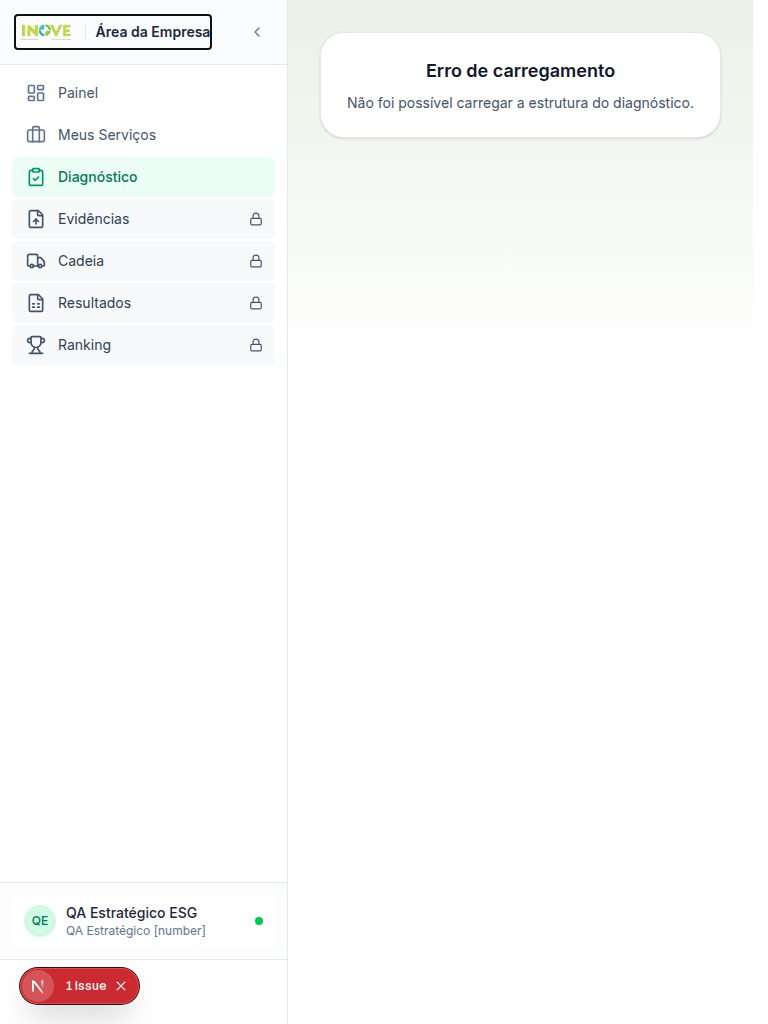 INOVE
Área da Empresa
Painel
Meus Serviços
Diagnóstico
Evidências
Cadeia
Resultados
Ranking
Erro de carregamento
Não foi possível carregar a estrutura do diagnóstico.
QE
QA Estratégico ESG
QA Estratégico [number]
N
1 Issue